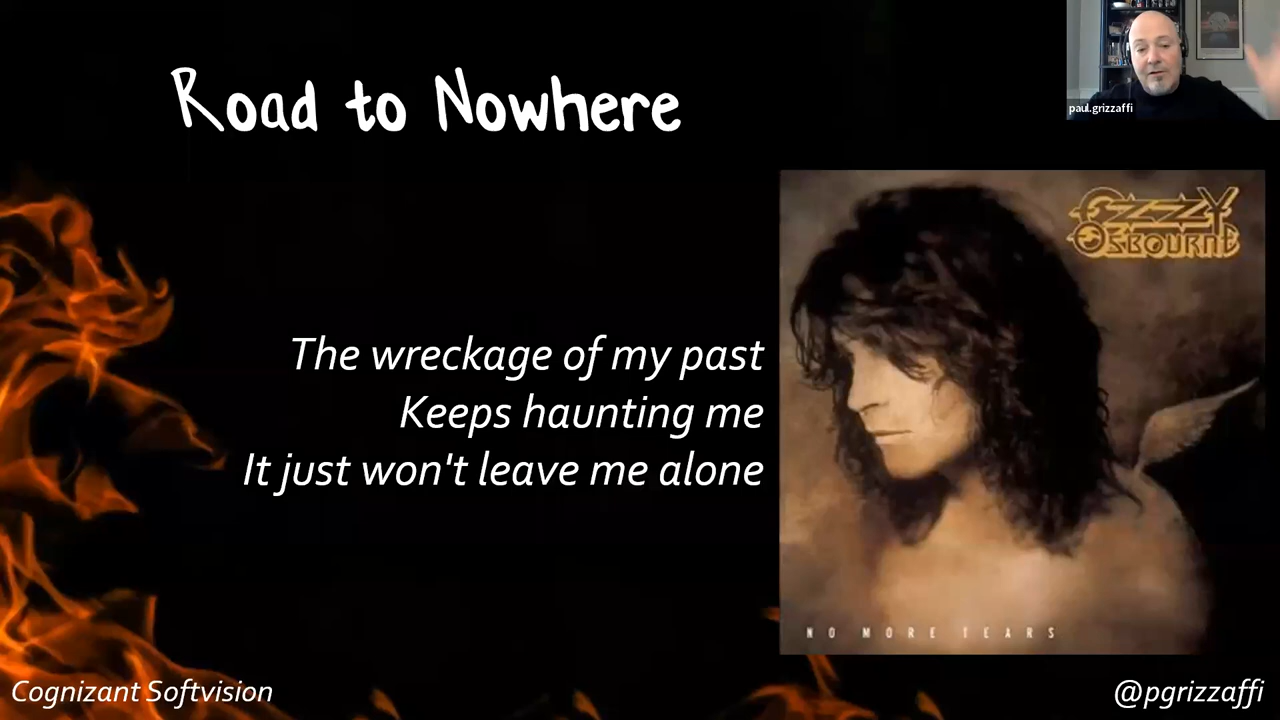 Road to Nowhere
paul.grizzaffi
OZZY
OSBOURNE
The wreckage of my past
Keeps haunting me
It just won't leave me alone
NO MORE TEARS
Cognizant Softvision
@pgrizzaffi